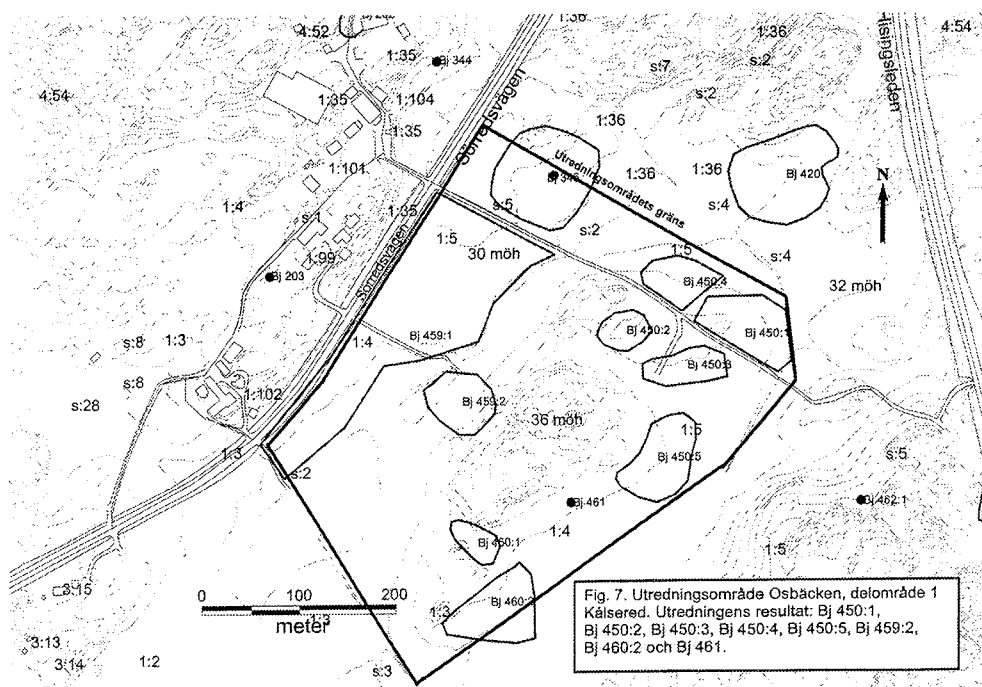 4:52
Bj 262
1:36
1:36
4:54
1:35
Bj 344
s:7
s:2
Hisingsleden
4:54
1:35
1:104
s:2
1:35
Sörredsvägen
1:36
1:101
Utredningsområdets gräns
Bj 346
1:36
1:36
Bj 420
N
1:4
s:1
1:35
s:5
s:4
s:2
1:5
30 möh
1:5
s:4
1:99
Sörredsvägen
Bj 203
Bj 450:4
32 möh
s:8
1:3
1:4
Bj 459:1
Bj 450:2
Bj 450:1
Bj 450:3
s:8
1:102
s:28
Bj 459:2
36 möh
1:5
1:3
Bj 450:5
s:5
s:2
Bj 461
Bj 462:1
1:4
Bj 460:1
1:5
3:15
0 100 200
1:3
meter
1:3
Bj 460:2
3:13
3:14
1:2
s:3
Fig. 7. Utredningsområde Osbäcken, delområde 1
Kålsered. Utredningens resultat: Bj 450:1,
Bj 450:2, Bj 450:3, Bj 450:4, Bj 450:5, Bj 459:2,
Bj 460:2 och Bj 461.